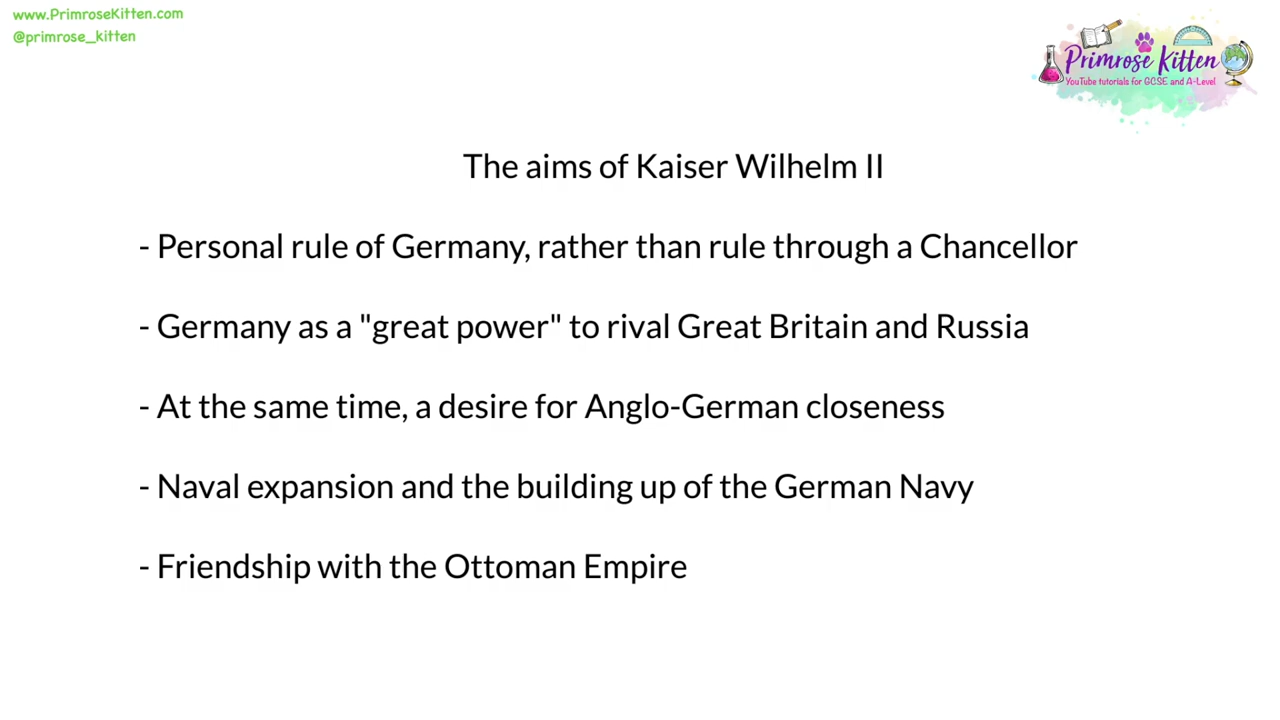 www.PrimroseKitten.com
@primrose_kitten
Primrose Kitten
YouTube tutorials for GCSE and A-Level
The aims of Kaiser Wilhelm II
- Personal rule of Germany, rather than rule through a Chancellor
- Germany as a "great power" to rival Great Britain and Russia
- At the same time, a desire for Anglo-German closeness
- Naval expansion and the building up of the German Navy
- Friendship with the Ottoman Empire